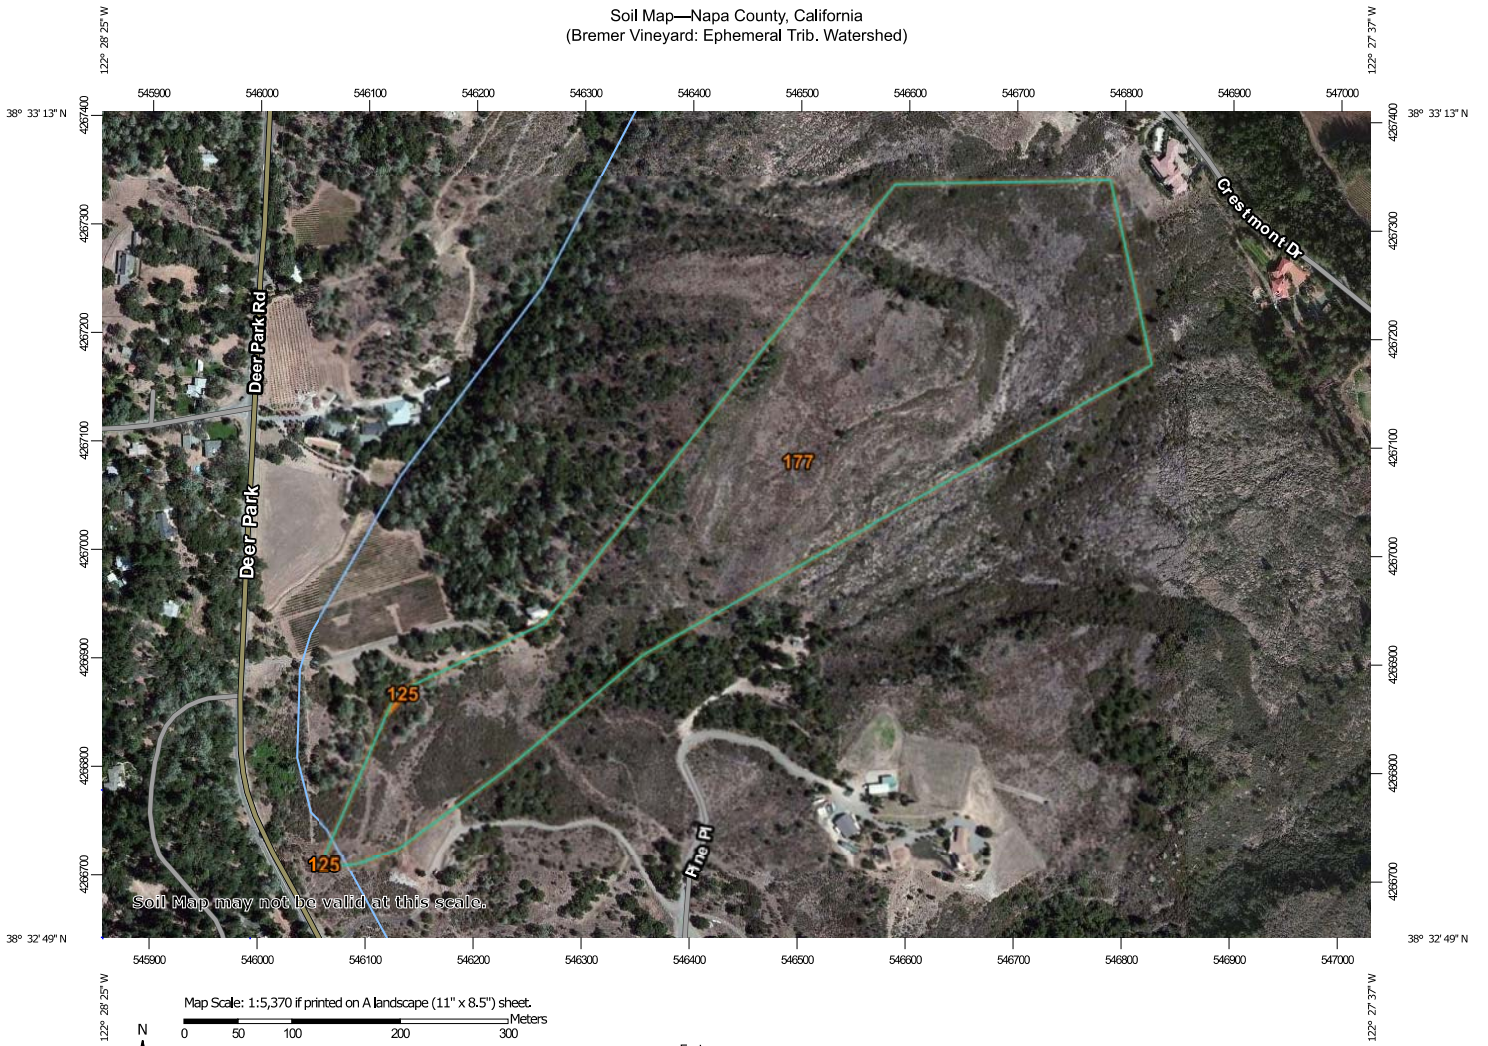 Soil Map—Napa County, California
(Bremer Vineyard: Ephemeral Trib. Watershed)
122° 28' 25" W
122° 27' 37" W
545900 546000 546100 546200 546300 546400 546500 546600 546700 546800 546900 547000
38° 33' 13" N
38° 33' 13" N
4267400
4267400
Crestmont Dr
4267300
4267300
Deer Park Rd
4267200
4267200
4267100
4267100
177
Deer Park
4267000
4267000
4266900
4266900
125
4266800
4266800
Pine Pl
125
4266700
4266700
Soil Map may not be valid at this scale.
38° 32' 49" N
38° 32' 49" N
545900 546000 546100 546200 546300 546400 546500 546600 546700 546800 546900 547000
122° 28' 25" W
122° 27' 37" W
Map Scale: 1:5,370 if printed on A landscape (11" x 8.5") sheet.
Meters
N
0 50 100 200 300